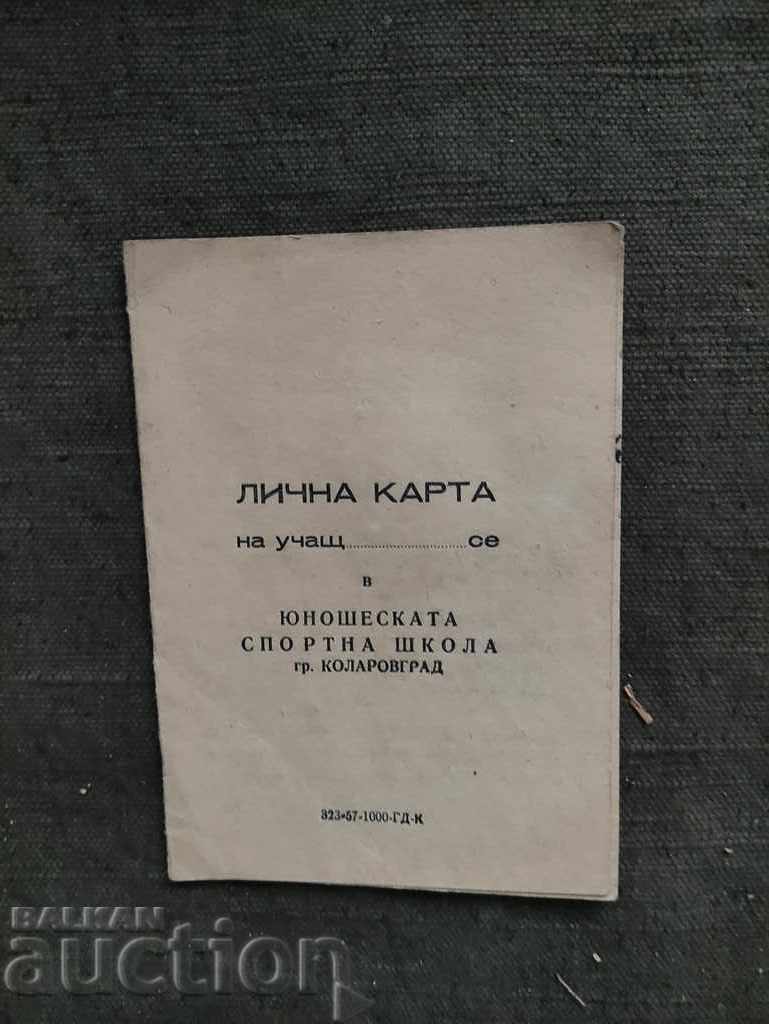 ЛИЧНА КАРТА
на учащ..............................се
в
ЮНОШЕСКАТА
СПОРТНА ШКОЛА
гр. КОЛАРОВГРАД
323-57-1000-ГД-К
BALKAN
auction